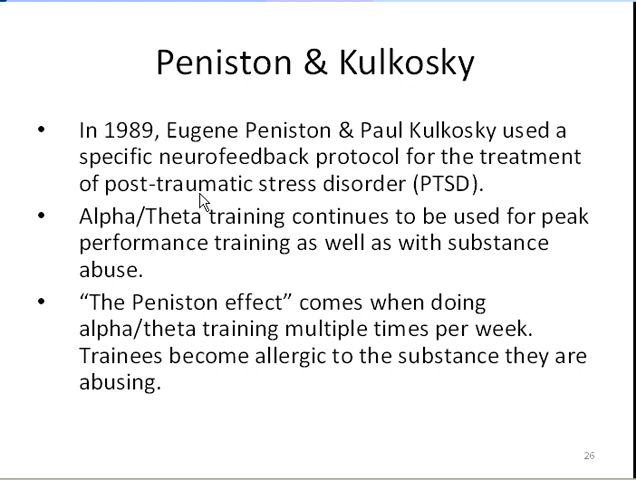 Peniston & Kulkosky
• In 1989, Eugene Peniston & Paul Kulkosky used a
specific neurofeedback protocol for the treatment
of post-traumatic stress disorder (PTSD).
• Alpha/Theta training continues to be used for peak
performance training as well as with substance
abuse.
• “The Peniston effect” comes when doing
alpha/theta training multiple times per week.
Trainees become allergic to the substance they are
abusing.
26